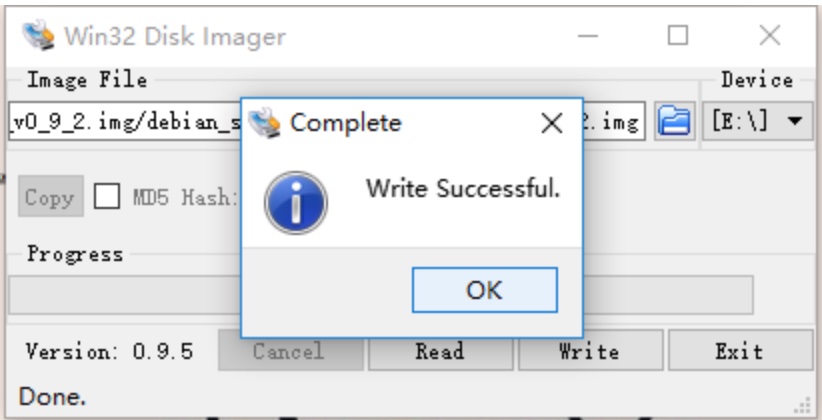 Win32 Disk Imager
Image File
Device
v0_9_2.img/debian_s
2.img
[E:\]
Complete
Write Successful.
OK
Copy
MD5 Hash:
Progress
Version: 0.9.5
Cancel
Read
Write
Exit
Done.